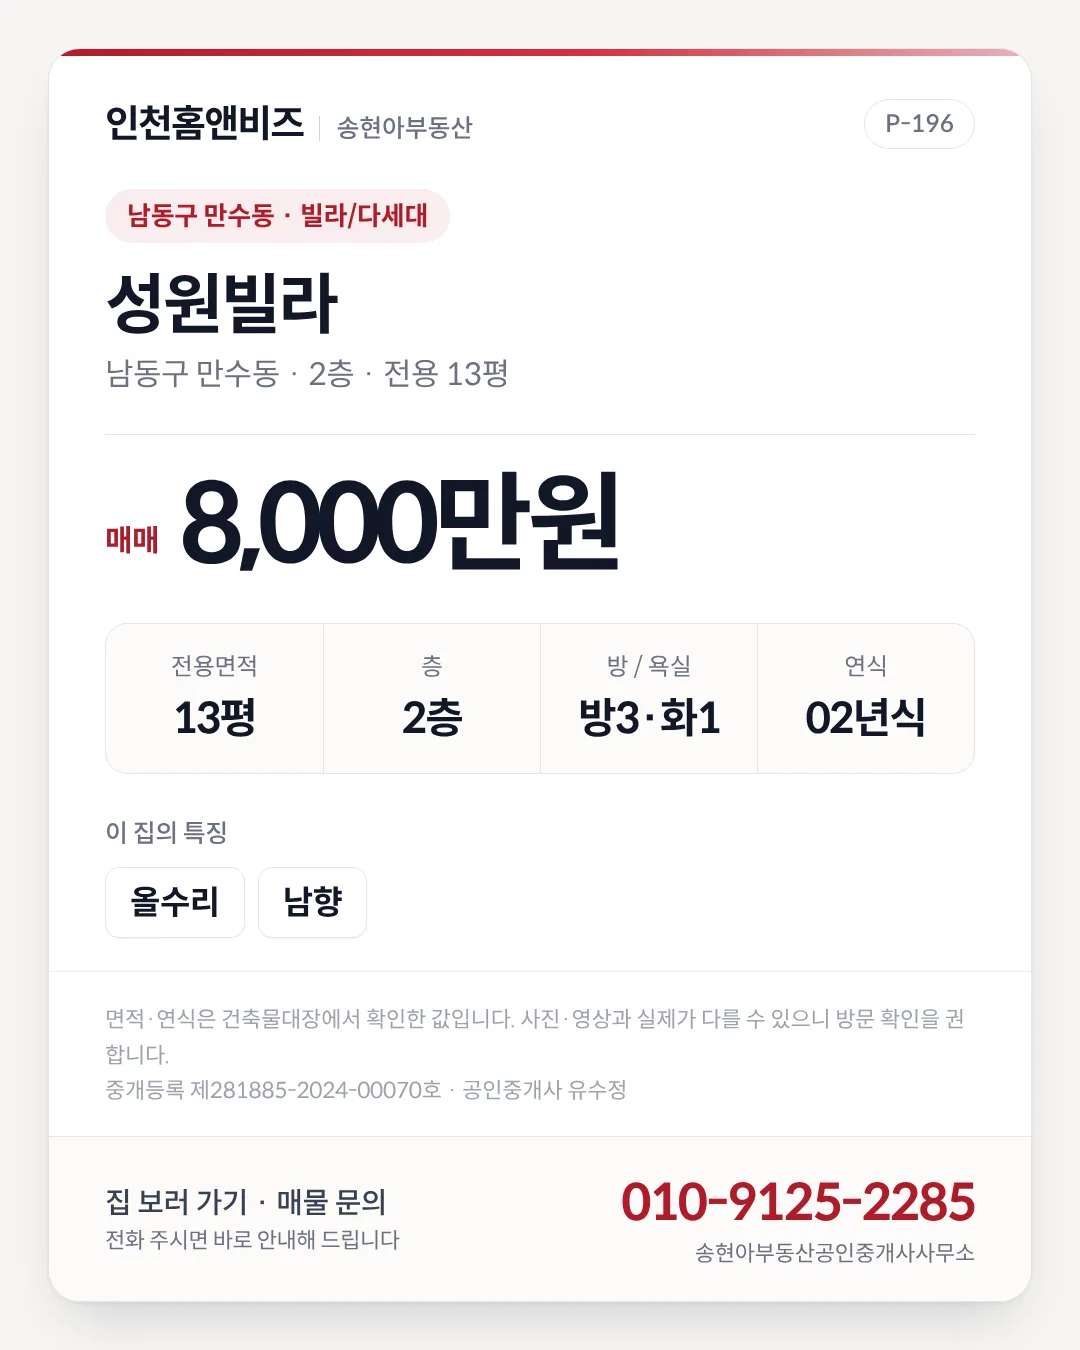 인천홈앤비즈 | 송현아부동산
P-196
남동구 만수동 · 빌라/다세대
성원빌라
남동구 만수동 · 2층 · 전용 13평
매매 8,000만원
전용면적 층 방 / 욕실 연식
13평 2층 방3·화1 02년식
이 집의 특징
올수리 남향
면적·연식은 건축물대장에서 확인한 값입니다. 사진·영상과 실제가 다를 수 있으니 방문 확인을 권
합니다.
중개등록 제281885-2024-00070호 · 공인중개사 유수정
집 보러 가기 · 매물 문의
전화 주시면 바로 안내해 드립니다
010-9125-2285
송현아부동산공인중개사사무소